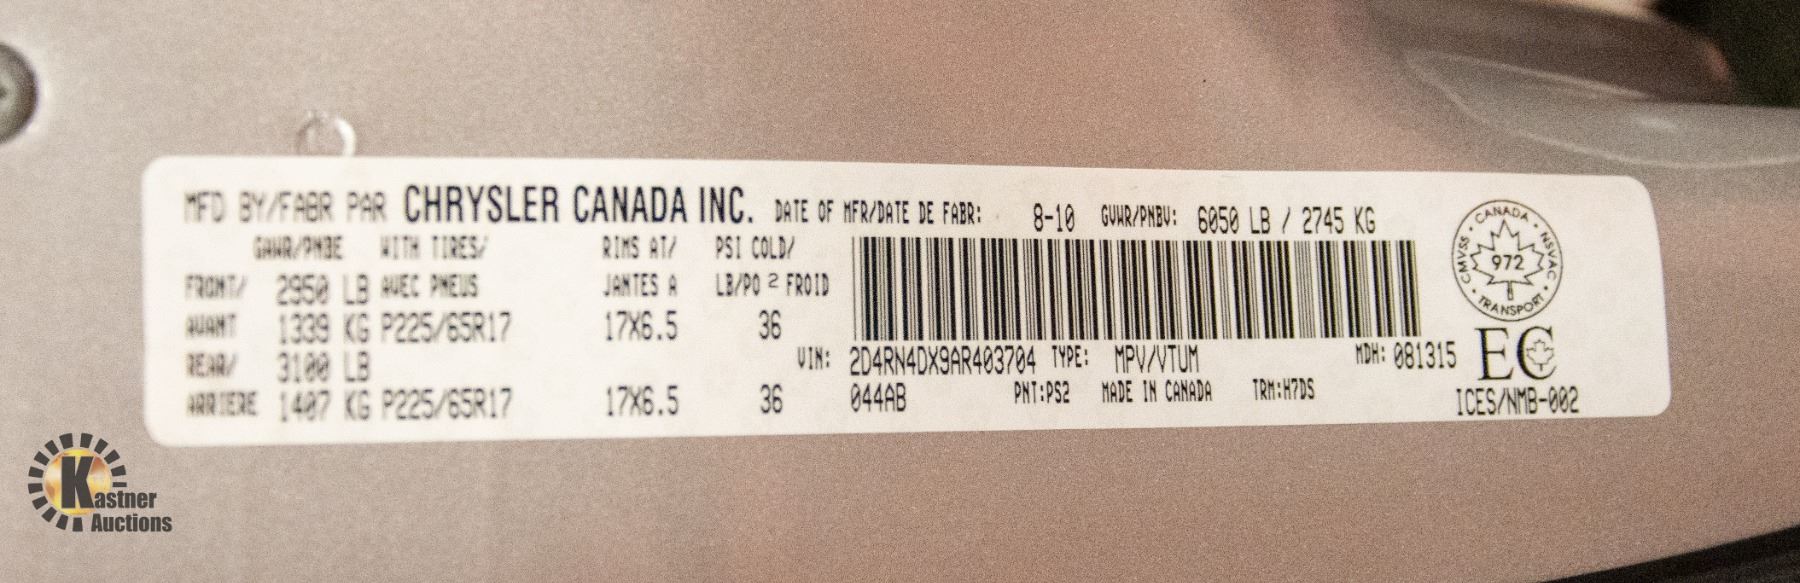 MFD BY/FABR PAR CHRYSLER CANADA INC. DATE OF MFR/DATE DE FABR: 8-10 GVWR/PNBV: 6050 LB / 2745 KG
GAWR/PNBE WITH TIRES/ RIMS AT/ PSI COLD/
FRONT/ 2950 LB AVEC PNEUS JANTES A LB/PO 2 FROID
AVANT 1339 KG P225/65R17 17X6.5 36
REAR/ 3100 LB
ARRIERE 1407 KG P225/65R17 17X6.5 36
VIN: 2D4RN4DX9AR403704 TYPE: MPV/VTUM MDH: 081315
044AB PNT:PS2 MADE IN CANADA TRM:H7DS
CANADA · NSVAC · TRANSPORT · CMVSS
972
EC
ICES/NMB-002
Kastner
Auctions